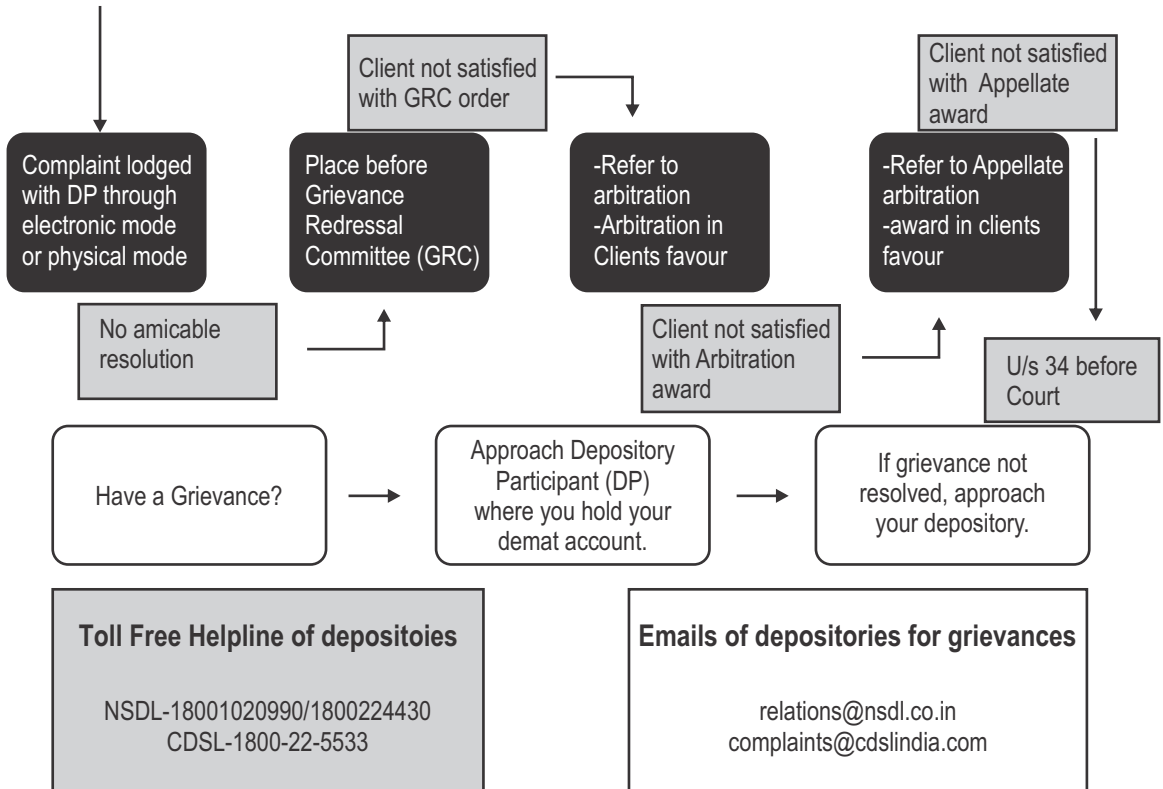 Client not satisfied
with GRC order
Client not satisfied
with Appellate
award
Complaint lodged
with DP through
electronic mode
or physical mode
Place before
Grievance
Redressal
Committee (GRC)
-Refer to
arbitration
-Arbitration in
Clients favour
-Refer to Appellate
arbitration
-award in clients
favour
No amicable
resolution
Client not satisfied
with Arbitration
award
U/s 34 before
Court
Have a Grievance?
Approach Depository
Participant (DP)
where you hold your
demat account.
If grievance not
resolved, approach
your depository.
Toll Free Helpline of depositoies
NSDL-18001020990/1800224430
CDSL-1800-22-5533
Emails of depositories for grievances
relations@nsdl.co.in
complaints@cdslindia.com